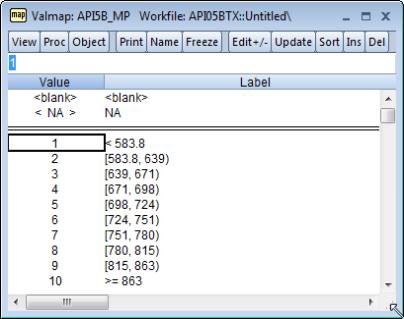 map Valmap: API5B_MP Workfile: API05BTX::Untitled\
View Proc Object Print Name Freeze Edit+/- Update Sort Ins Del
1
Value Label
<blank> <blank>
< NA > NA
1 < 583.8
2 [583.8, 639)
3 [639, 671)
4 [671, 698)
5 [698, 724)
6 [724, 751)
7 [751, 780)
8 [780, 815)
9 [815, 863)
10 >= 863